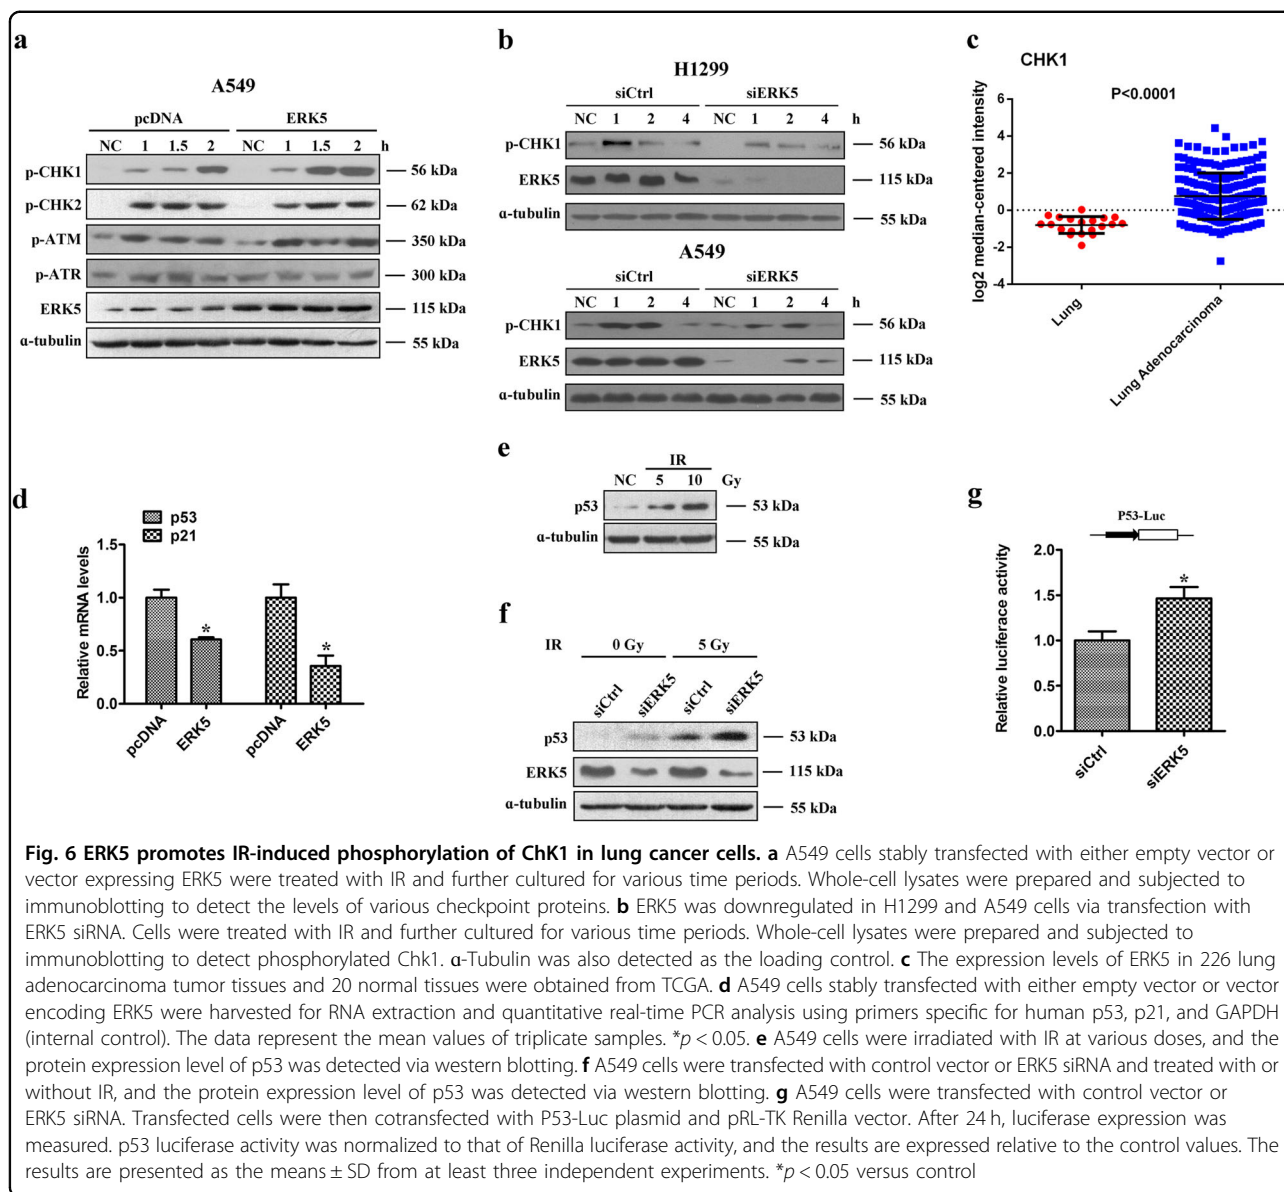 a
A549
pcDNA ERK5
NC 1 1.5 2 NC 1 1.5 2 h
p-CHK1 56 kDa
p-CHK2 62 kDa
p-ATM 350 kDa
p-ATR 300 kDa
ERK5 115 kDa
α-tubulin 55 kDa
b
H1299
siCtrl siERK5
NC 1 2 4 NC 1 2 4 h
p-CHK1 56 kDa
ERK5 115 kDa
α-tubulin 55 kDa
A549
siCtrl siERK5
NC 1 2 4 NC 1 2 4 h
p-CHK1 56 kDa
ERK5 115 kDa
α-tubulin 55 kDa
c
CHK1
P<0.0001
log2 median-centered intensity
6
4
2
0
-2
-4
Lung
Lung Adenocarcinoma
d
p53
p21
Relative mRNA levels
1.5
1.0
0.5
0.0
*
*
pcDNA ERK5 pcDNA ERK5
e
IR
NC 5 10 Gy
p53 53 kDa
α-tubulin 55 kDa
f
IR 0 Gy 5 Gy
siCtrl siERK5 siCtrl siERK5
p53 53 kDa
ERK5 115 kDa
α-tubulin 55 kDa
g
P53-Luc
Relative luciferace activity
2.0
1.5
1.0
0.5
0.0
*
siCtrl siERK5
Fig. 6 ERK5 promotes IR-induced phosphorylation of ChK1 in lung cancer cells. a A549 cells stably transfected with either empty vector or
vector expressing ERK5 were treated with IR and further cultured for various time periods. Whole-cell lysates were prepared and subjected to
immunoblotting to detect the levels of various checkpoint proteins. b ERK5 was downregulated in H1299 and A549 cells via transfection with
ERK5 siRNA. Cells were treated with IR and further cultured for various time periods. Whole-cell lysates were prepared and subjected to
immunoblotting to detect phosphorylated Chk1. α-Tubulin was also detected as the loading control. c The expression levels of ERK5 in 226 lung
adenocarcinoma tumor tissues and 20 normal tissues were obtained from TCGA. d A549 cells stably transfected with either empty vector or vector
encoding ERK5 were harvested for RNA extraction and quantitative real-time PCR analysis using primers specific for human p53, p21, and GAPDH
(internal control). The data represent the mean values of triplicate samples. *p < 0.05. e A549 cells were irradiated with IR at various doses, and the
protein expression level of p53 was detected via western blotting. f A549 cells were transfected with control vector or ERK5 siRNA and treated with or
without IR, and the protein expression level of p53 was detected via western blotting. g A549 cells were transfected with control vector or
ERK5 siRNA. Transfected cells were then cotransfected with P53-Luc plasmid and pRL-TK Renilla vector. After 24 h, luciferase expression was
measured. p53 luciferase activity was normalized to that of Renilla luciferase activity, and the results are expressed relative to the control values. The
results are presented as the means ± SD from at least three independent experiments. *p < 0.05 versus control